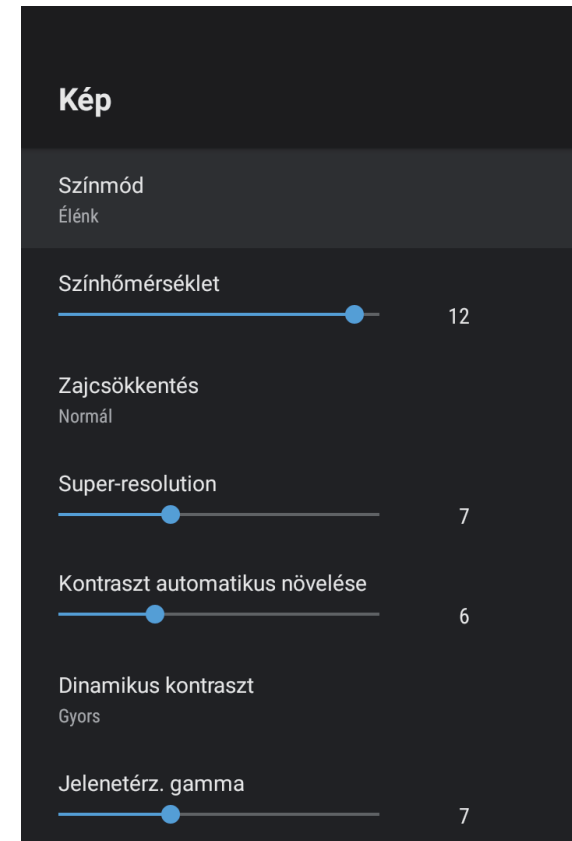 Kép
Színmód
Élénk
Színhőmérséklet
12
Zajcsökkentés
Normál
Super-resolution
7
Kontraszt automatikus növelése
6
Dinamikus kontraszt
Gyors
Jelenetérz. gamma
7